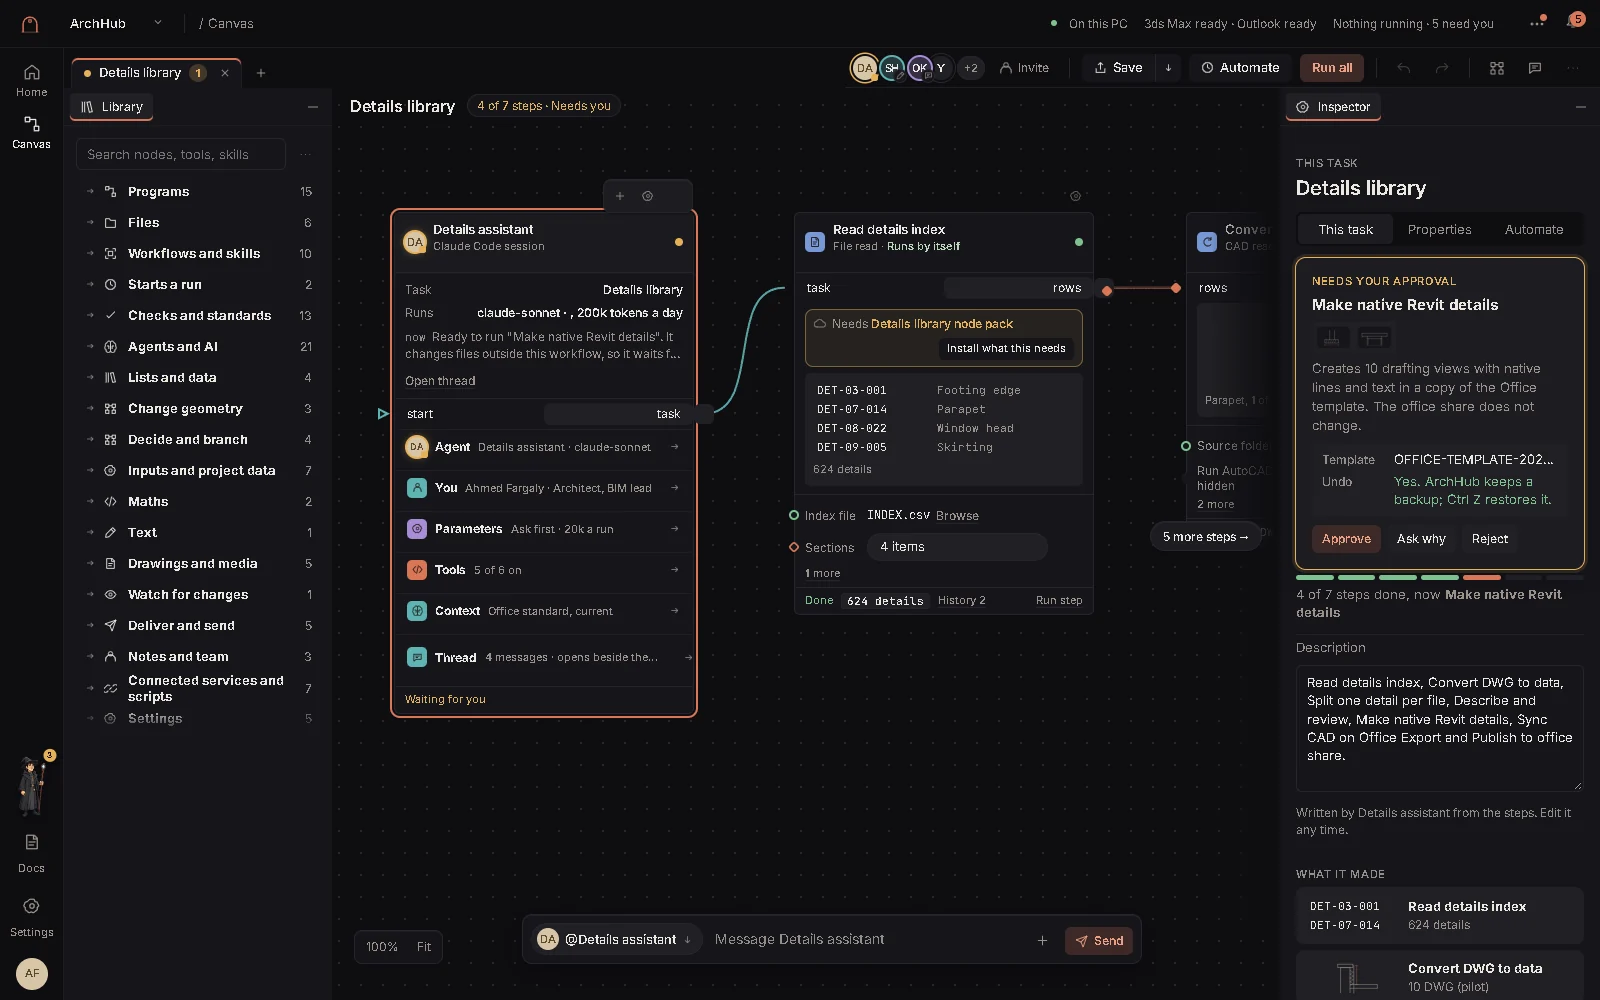 ArchHub
/ Canvas
On this PC
3ds Max ready · Outlook ready
Nothing running · 5 need you
5
Home
Canvas
Details library 1
DA SH OK Y +2
Invite
Save
Automate
Run all
Library
Search nodes, tools, skills
Programs 15
Files 6
Workflows and skills 10
Starts a run 2
Checks and standards 13
Agents and AI 21
Lists and data 4
Change geometry 3
Decide and branch 4
Inputs and project data 7
Maths 2
Text 1
Drawings and media 5
Watch for changes 1
Deliver and send 5
Notes and team 3
Connected services and
scripts 7
Settings 5
3
Docs
Settings
AF
Details library
4 of 7 steps · Needs you
DA
Details assistant
Claude Code session
Task Details library
Runs claude-sonnet · , 200k tokens a day
now Ready to run "Make native Revit details". It
changes files outside this workflow, so it waits f...
Open thread
start task
DA Agent Details assistant · claude-sonnet
You Ahmed Fargaly · Architect, BIM lead
Parameters Ask first · 20k a run
Tools 5 of 6 on
Context Office standard, current
Thread 4 messages · opens beside the...
Waiting for you
Read details index
File read · Runs by itself
task rows
Needs Details library node pack
Install what this needs
DET-03-001 Footing edge
DET-07-014 Parapet
DET-08-022 Window head
DET-09-005 Skirting
624 details
Index file INDEX.csv Browse
Sections 4 items
1 more
Done 624 details History 2 Run step
Conver
CAD rea
rows
Parapet, 1 of
Source folde
Run AutoCAD
hidden
2 more
5 more steps →
100% Fit
DA @Details assistant ↓
Message Details assistant
Send
Inspector
THIS TASK
Details library
This task Properties Automate
NEEDS YOUR APPROVAL
Make native Revit details
Creates 10 drafting views with native
lines and text in a copy of the Office
template. The office share does not
change.
Template OFFICE-TEMPLATE-202...
Undo Yes. ArchHub keeps a
backup; Ctrl Z restores it.
Approve Ask why Reject
4 of 7 steps done, now Make native Revit
details
Description
Read details index, Convert DWG to data,
Split one detail per file, Describe and
review, Make native Revit details, Sync
CAD on Office Export and Publish to office
share.
Written by Details assistant from the steps. Edit it
any time.
WHAT IT MADE
DET-03-001 Read details index
DET-07-014 624 details
Convert DWG to data
10 DWG (pilot)